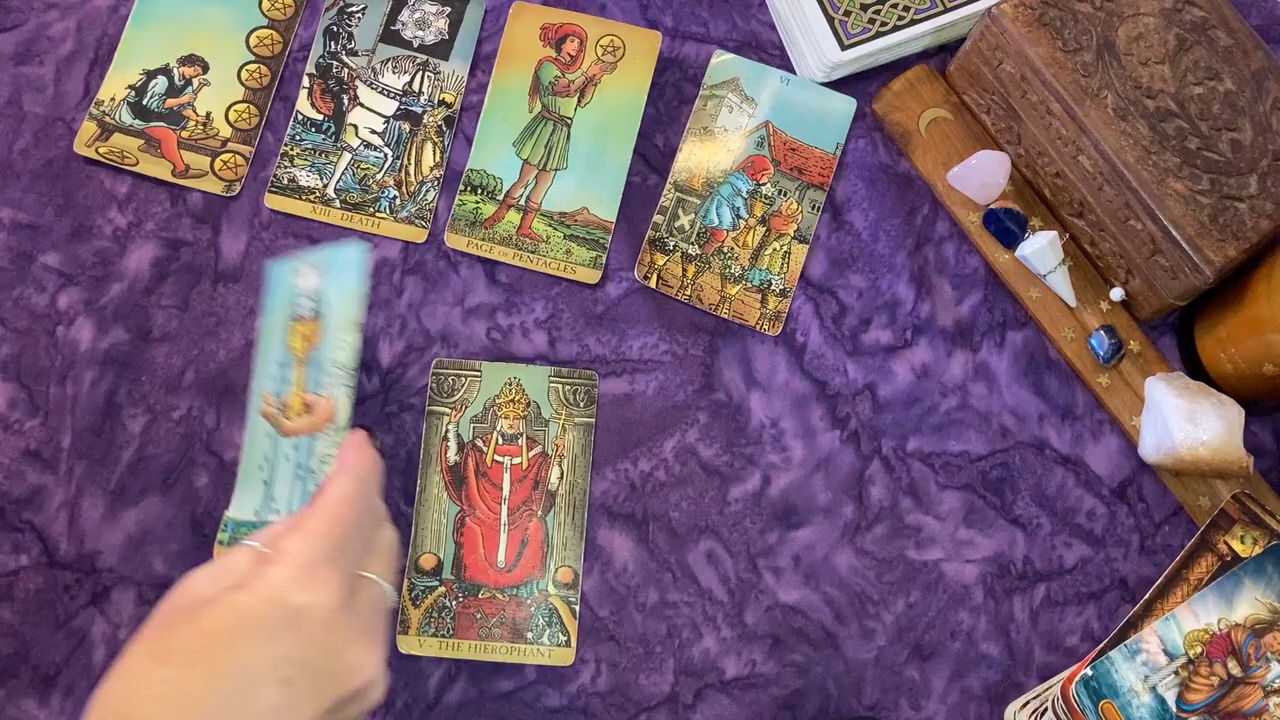 XIII - DEATH
PAGE OF PENTACLES
VI
V - THE HIEROPHANT